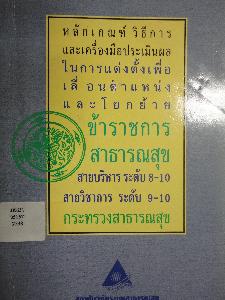 หลักเกณฑ์ วิธีการ
และเครื่องมือประเมินผล
ในการแต่งตั้งเพื่อ
เลื่อนตำแหน่ง
และโยกย้าย
ข้าราชการ
สาธารณสุข
สายบริหาร ระดับ 8-10
สายวิชาการ ระดับ 9-10
กระทรวงสาธารณสุข